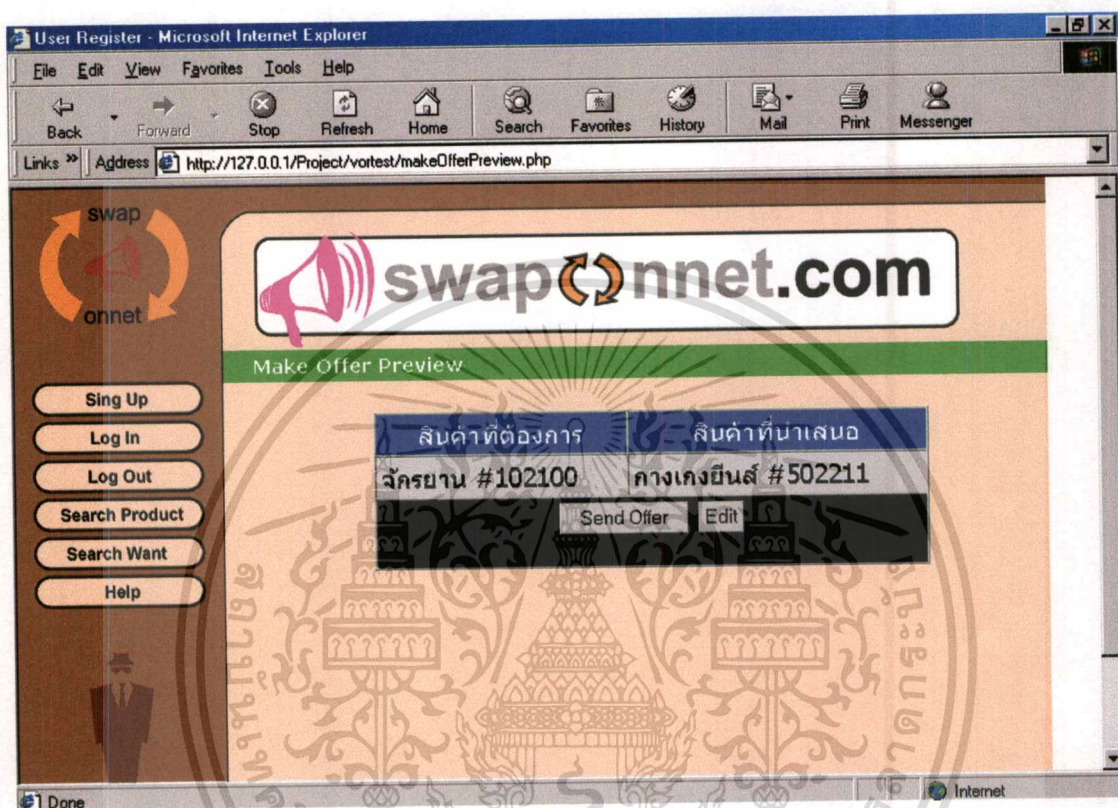 User Register - Microsoft Internet Explorer
File Edit View Favorites Tools Help
Back Forward Stop Refresh Home Search Favorites History Mail Print Messenger
Links » Address http://127.0.0.1/Project/vortest/makeOfferPreview.php
swap
onnet
swap nnet.com
Make Offer Preview
Sing Up
Log In
Log Out
Search Product
Search Want
Help
สินค้าที่ต้องการ สินค้าที่นำเสนอ
จักรยาน #102100 กางเกงยีนส์ #502211
Send Offer Edit
Done Internet